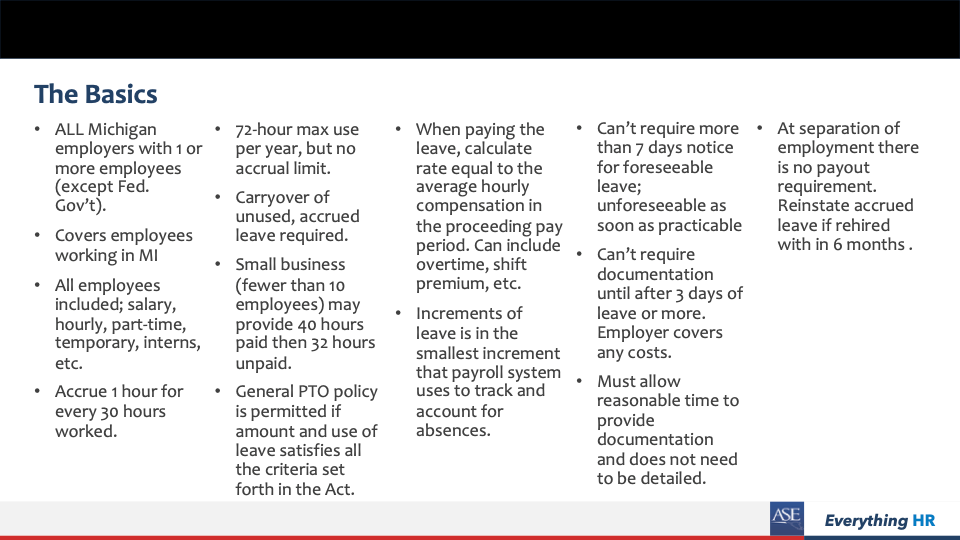 The Basics
• ALL Michigan
employers with 1 or
more employees
(except Fed.
Gov’t).
• Covers employees
working in MI
• All employees
included; salary,
hourly, part-time,
temporary, interns,
etc.
• Accrue 1 hour for
every 30 hours
worked.
• 72-hour max use
per year, but no
accrual limit.
• Carryover of
unused, accrued
leave required.
• Small business
(fewer than 10
employees) may
provide 40 hours
paid then 32 hours
unpaid.
• General PTO policy
is permitted if
amount and use of
leave satisfies all
the criteria set
forth in the Act.
• When paying the
leave, calculate
rate equal to the
average hourly
compensation in
the proceeding pay
period. Can include
overtime, shift
premium, etc.
• Increments of
leave is in the
smallest increment
that payroll system
uses to track and
account for
absences.
• Can’t require more
than 7 days notice
for foreseeable
leave;
unforeseeable as
soon as practicable
• Can’t require
documentation
until after 3 days of
leave or more.
Employer covers
any costs.
• Must allow
reasonable time to
provide
documentation
and does not need
to be detailed.
• At separation of
employment there
is no payout
requirement.
Reinstate accrued
leave if rehired
with in 6 months .
ASE
Everything HR